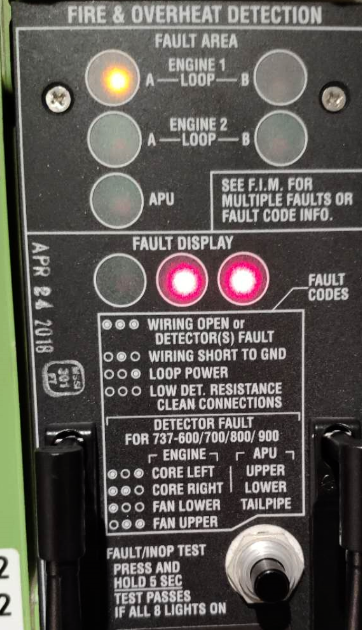 FIRE & OVERHEAT DETECTION
FAULT AREA
ENGINE 1
A — LOOP — B
ENGINE 2
A — LOOP — B
APU
SEE F.I.M. FOR
MULTIPLE FAULTS OR
FAULT CODE INFO.
FAULT DISPLAY
FAULT
CODES
APR 24 2018
WIRING OPEN or
DETECTOR(S) FAULT
WIRING SHORT TO GND
LOOP POWER
LOW DET. RESISTANCE
CLEAN CONNECTIONS
DETECTOR FAULT
FOR 737-600/700/800/900
ENGINE APU
CORE LEFT UPPER
CORE RIGHT LOWER
FAN LOWER TAILPIPE
FAN UPPER
FAULT/INOP TEST
PRESS AND
HOLD 5 SEC
TEST PASSES
IF ALL 8 LIGHTS ON
2
2